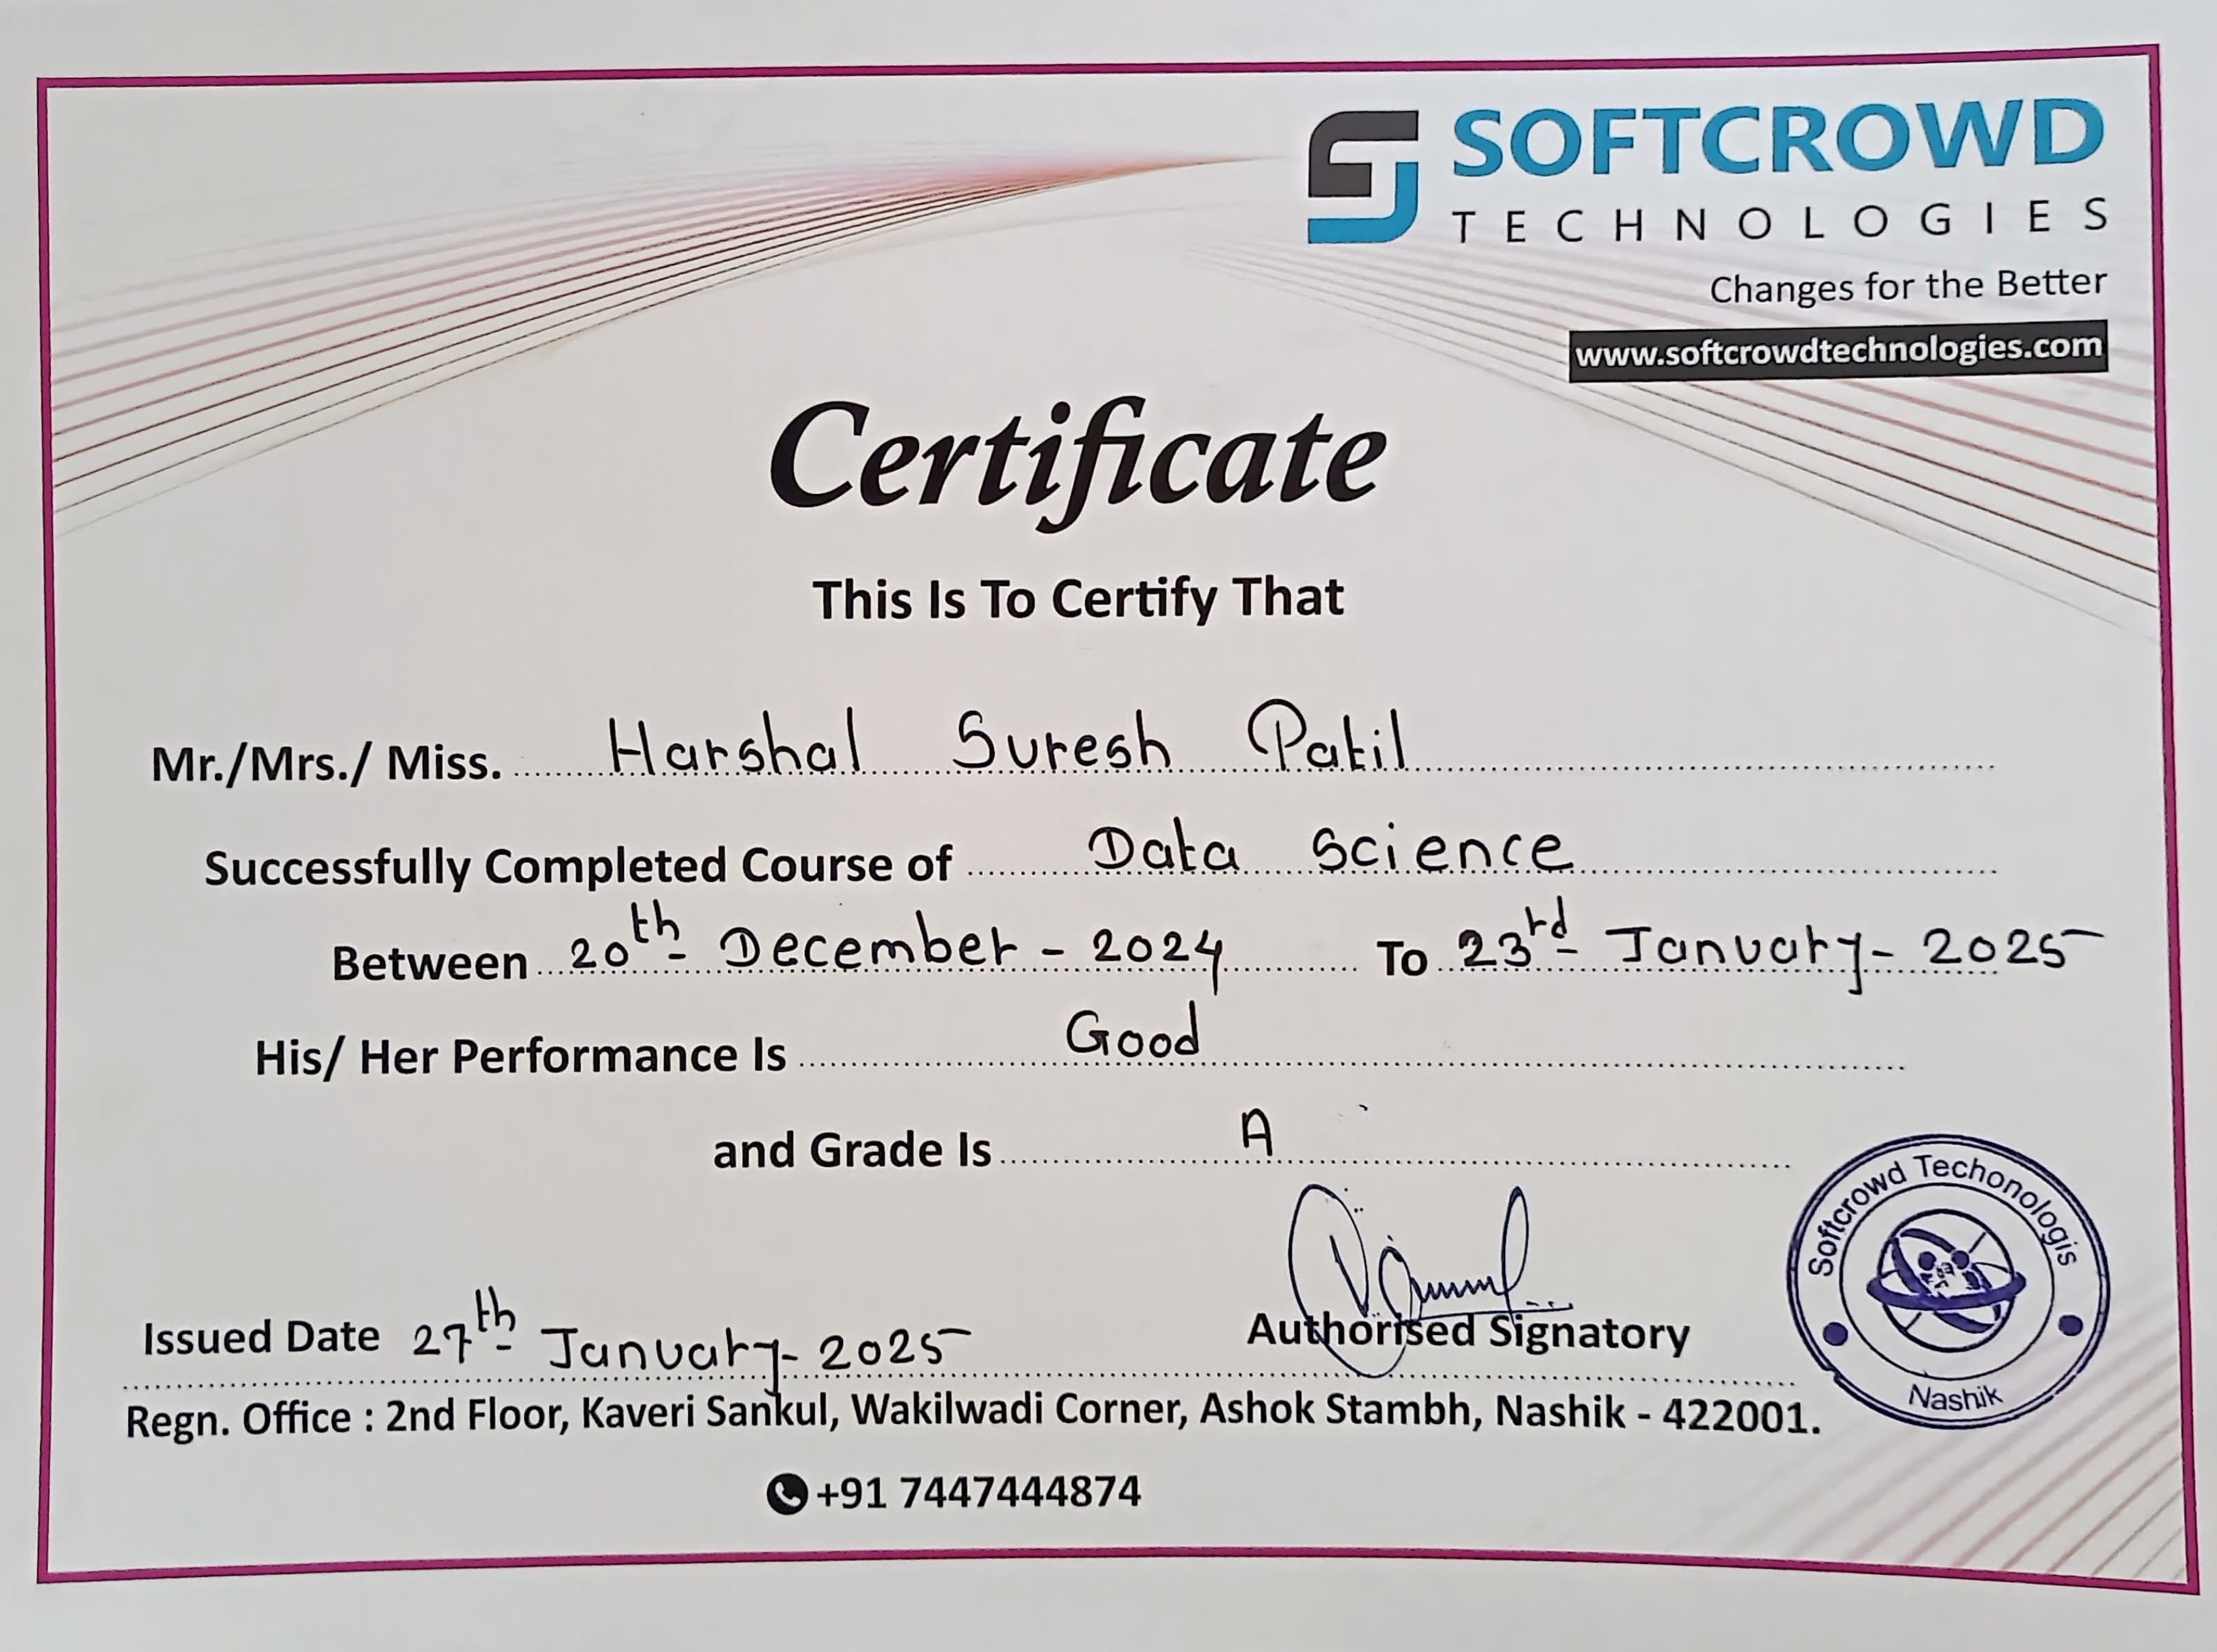 SOFTCROWD
TECHNOLOGIES
Changes for the Better
www.softcrowdtechnologies.com
Certificate
This Is To Certify That
Mr./Mrs./ Miss. Harshal Suresh Patil
Successfully Completed Course of Data Science
Between 20th December - 2024 To 23rd January - 2025
His/ Her Performance Is Good
and Grade Is A
Softcrowd Techonologis
Nashik
Issued Date 27th January - 2025 Authorised Signatory
Regn. Office : 2nd Floor, Kaveri Sankul, Wakilwadi Corner, Ashok Stambh, Nashik - 422001.
+91 7447444874